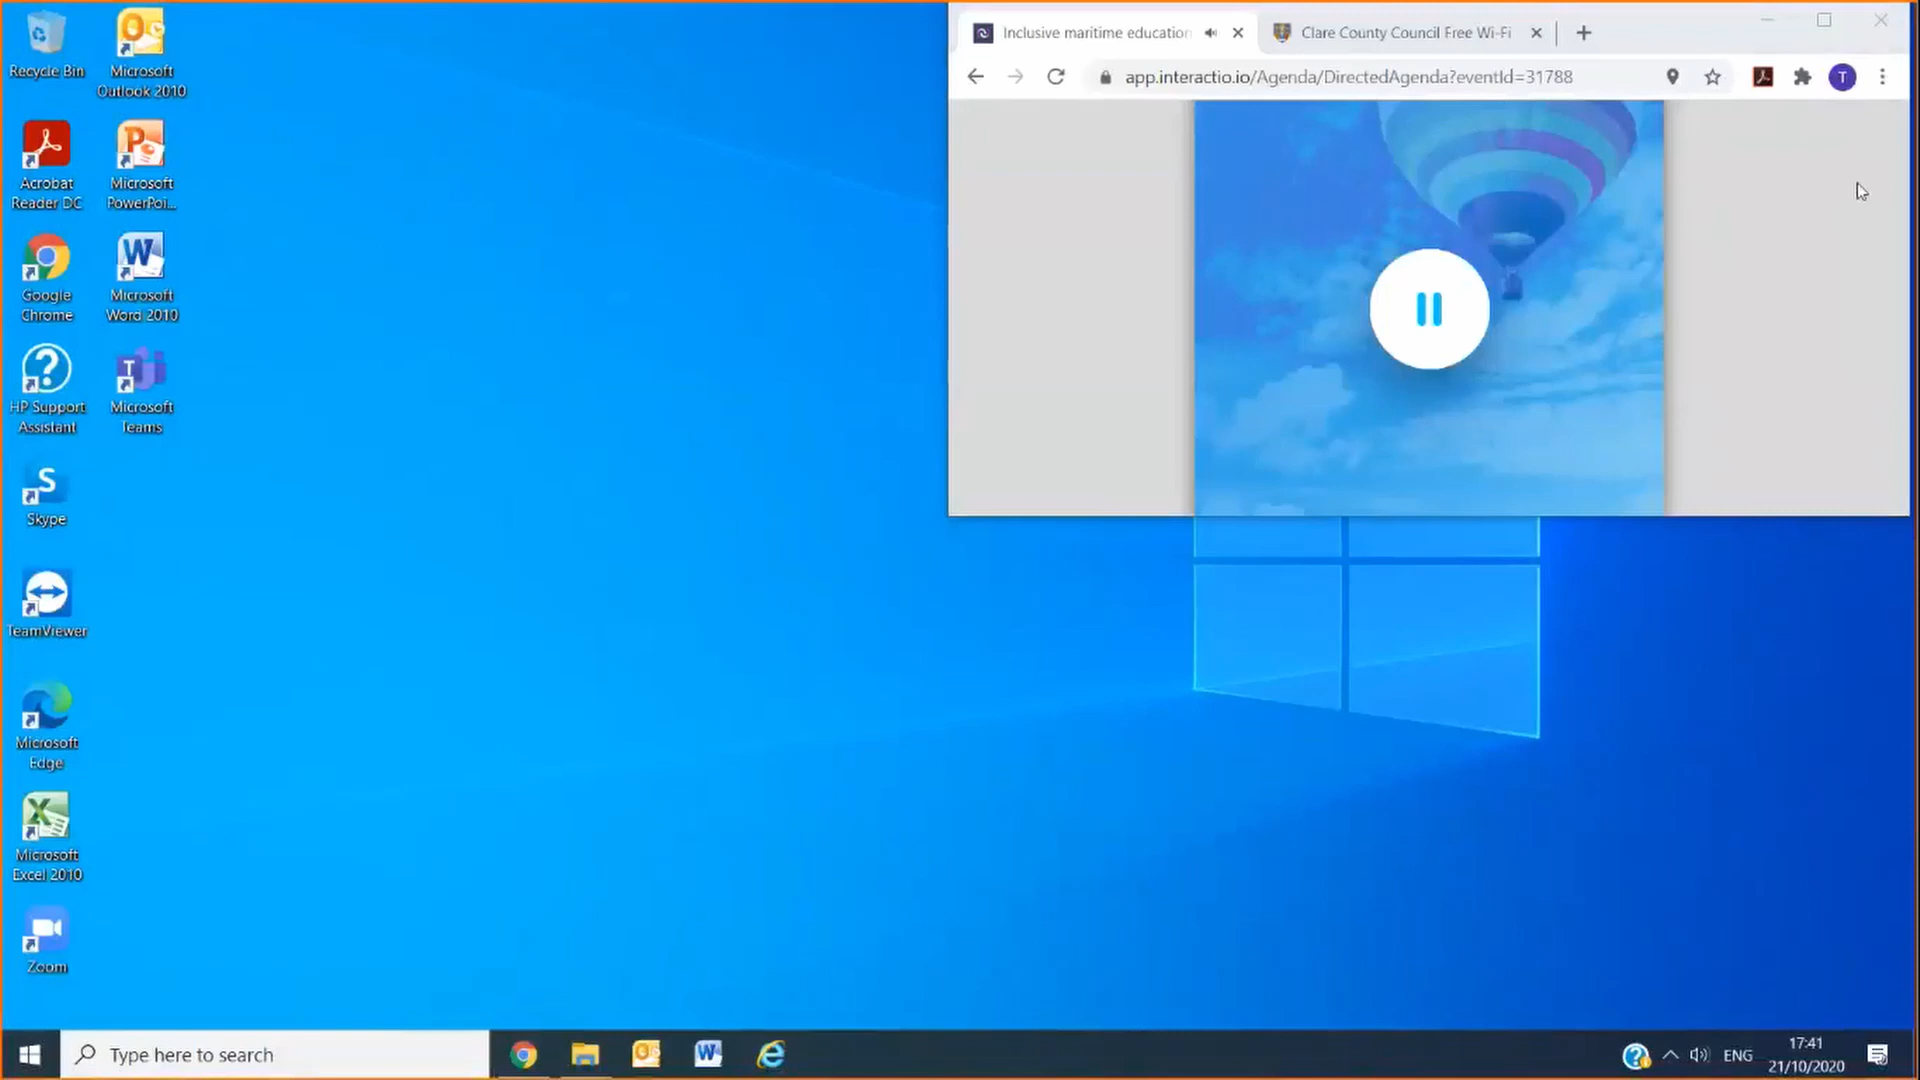 Recycle Bin
Microsoft
Outlook 2010
Acrobat
Reader DC
Microsoft
PowerPoi...
Google
Chrome
Microsoft
Word 2010
HP Support
Assistant
Microsoft
Teams
Skype
TeamViewer
Microsoft
Edge
Microsoft
Excel 2010
Zoom
Inclusive maritime education
Clare County Council Free Wi-Fi
app.interactio.io/Agenda/DirectedAgenda?eventId=31788
T
Type here to search
ENG
17:41
21/10/2020